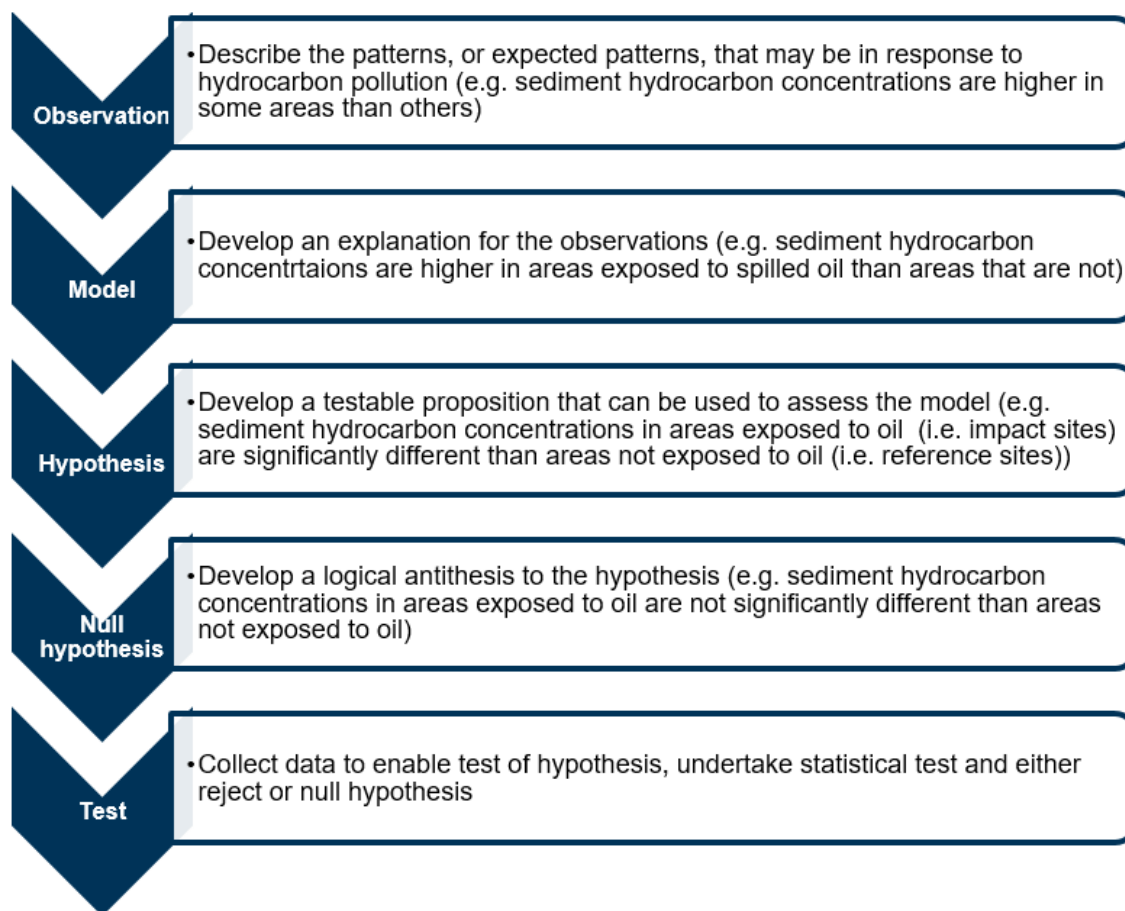 Observation
•Describe the patterns, or expected patterns, that may be in response to
hydrocarbon pollution (e.g. sediment hydrocarbon concentrations are higher in
some areas than others)
Model
•Develop an explanation for the observations (e.g. sediment hydrocarbon
concentrtaions are higher in areas exposed to spilled oil than areas that are not)
Hypothesis
•Develop a testable proposition that can be used to assess the model (e.g.
sediment hydrocarbon concentrations in areas exposed to oil (i.e. impact sites)
are significantly different than areas not exposed to oil (i.e. reference sites))
Null
hypothesis
•Develop a logical antithesis to the hypothesis (e.g. sediment hydrocarbon
concentrations in areas exposed to oil are not significantly different than areas
not exposed to oil)
Test
•Collect data to enable test of hypothesis, undertake statistical test and either
reject or null hypothesis